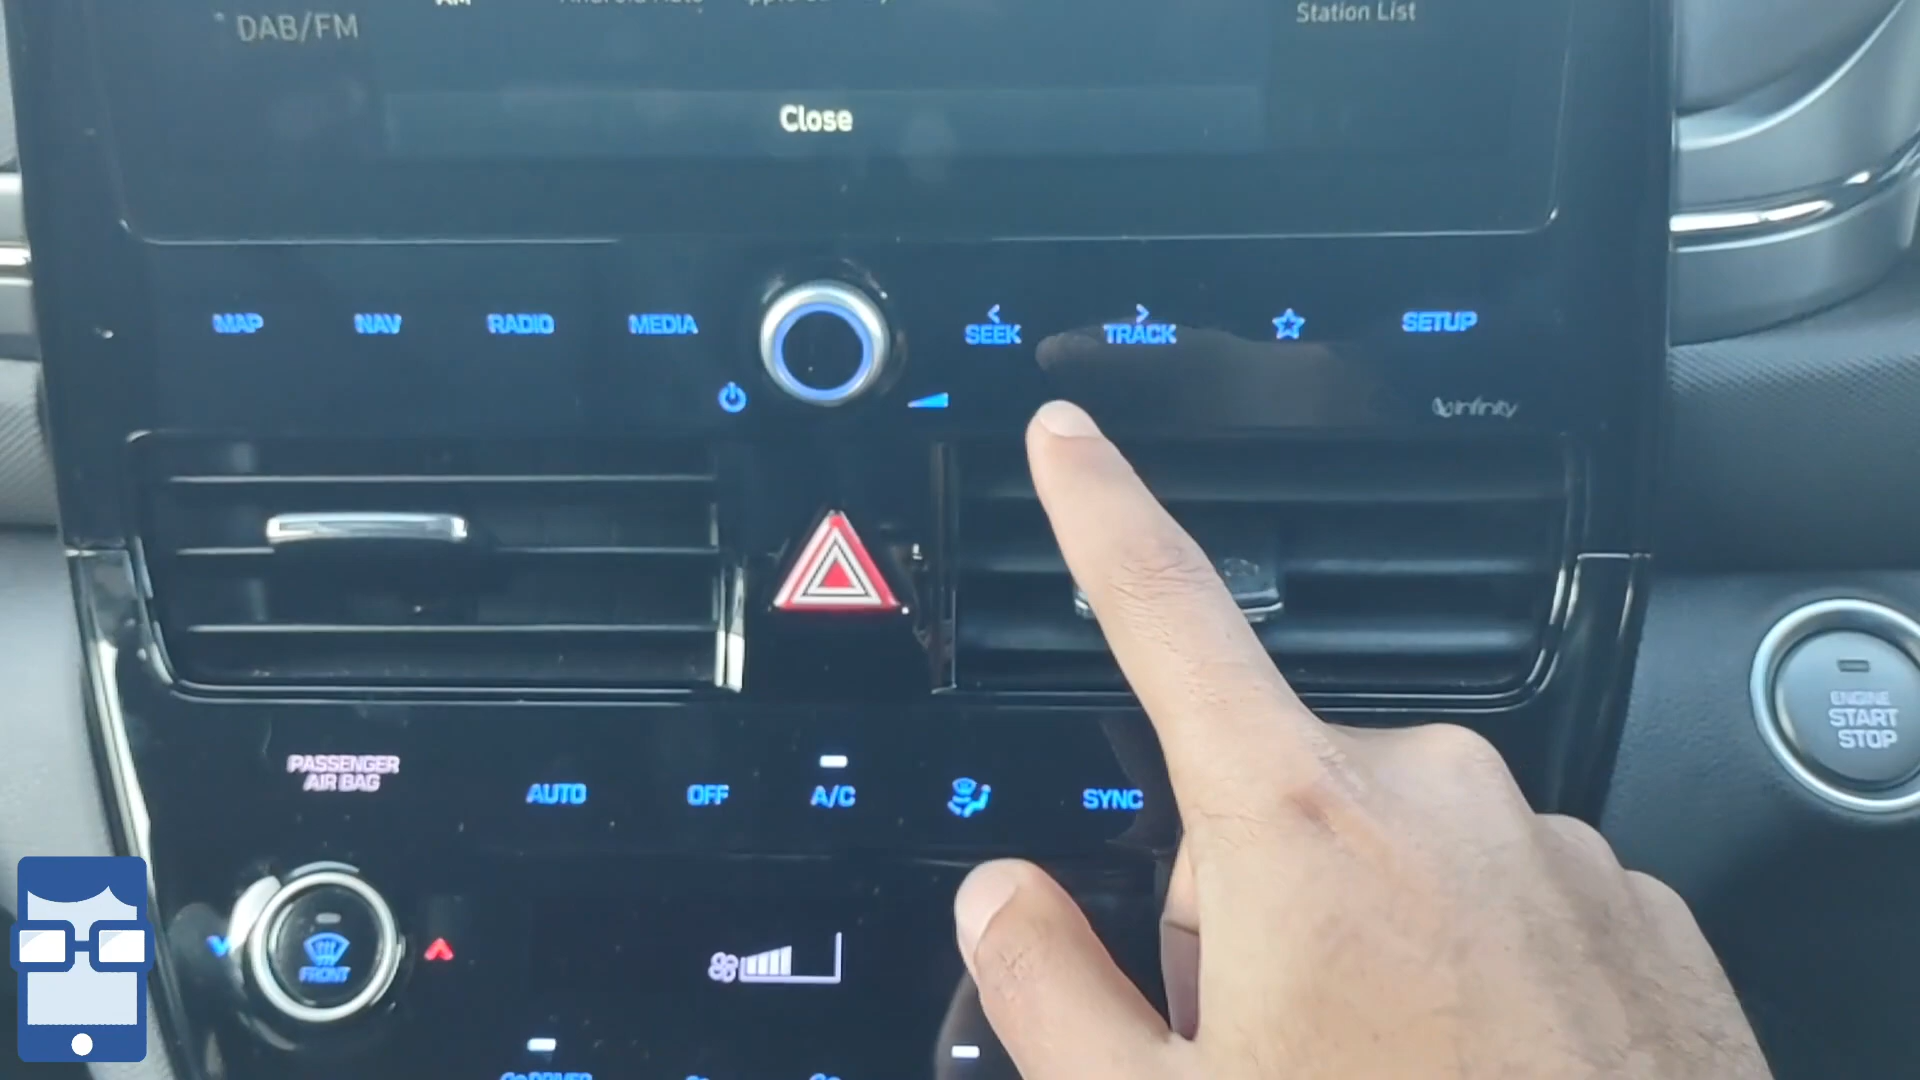 DAB/FM
Station List
Close
MAP NAV RADIO MEDIA SEEK TRACK SETUP
infinity
PASSENGER
AIR BAG
AUTO OFF A/C SYNC
ENGINE
START
STOP
FRONT
DRIVER